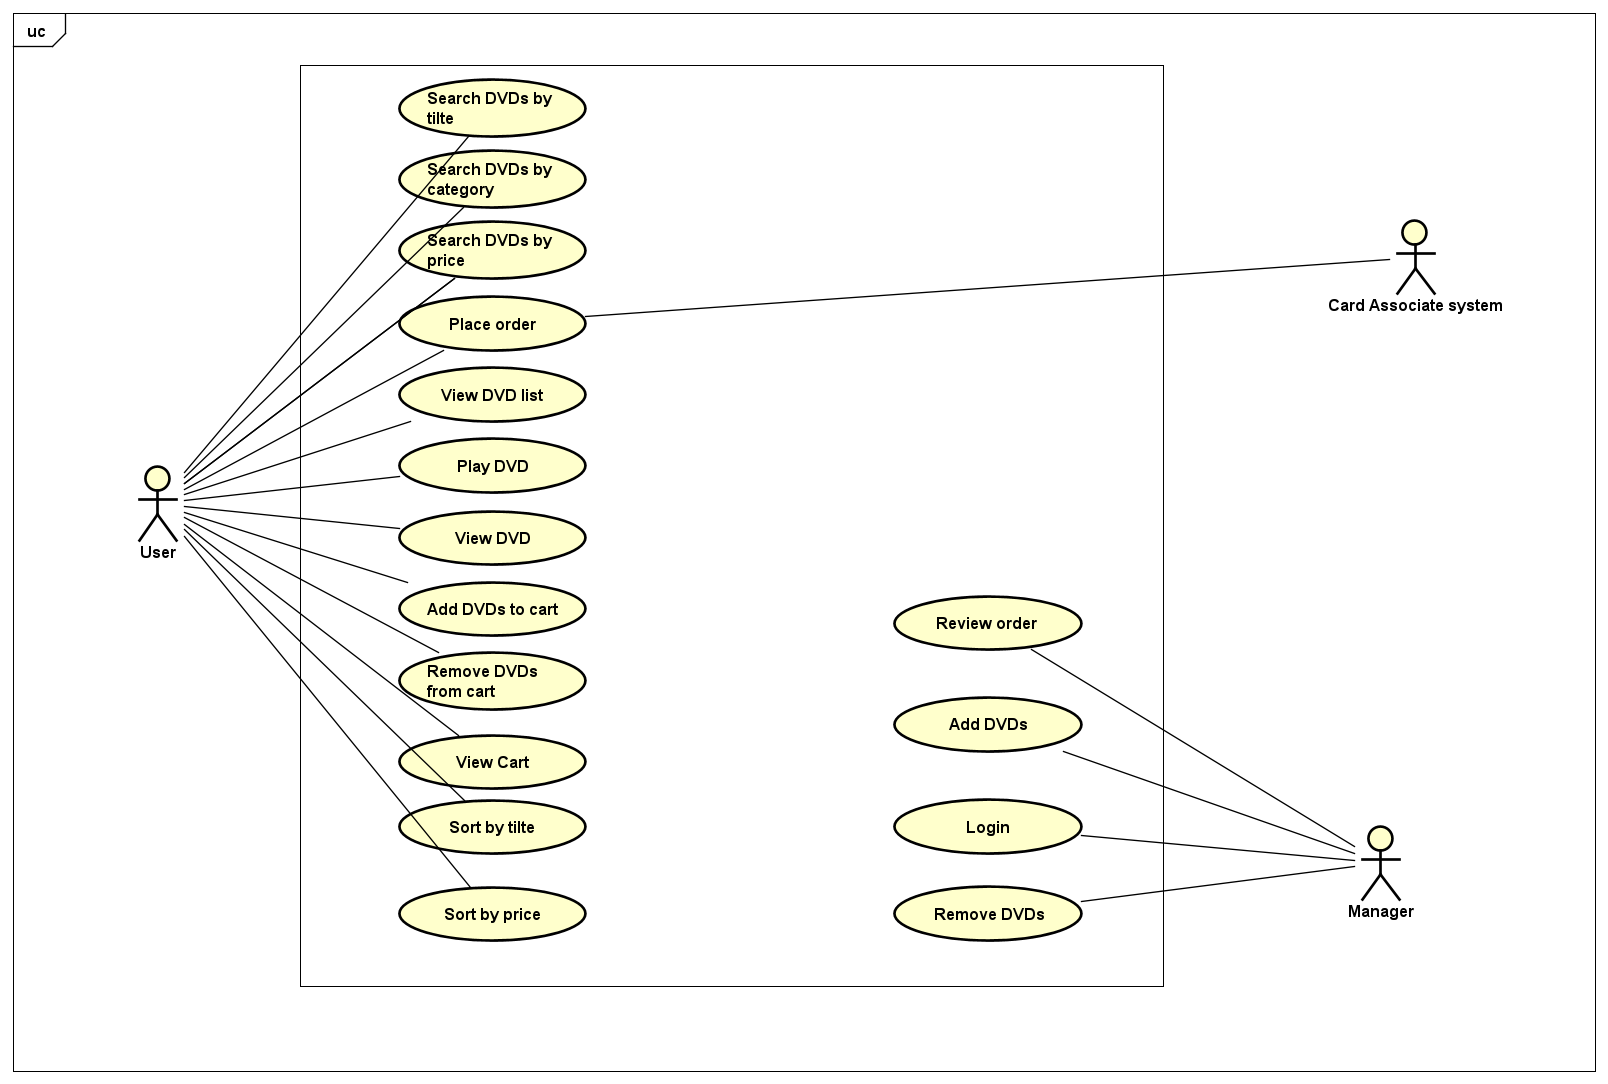 uc
Search DVDs by
tilte
Search DVDs by
category
Search DVDs by
price
Place order
View DVD list
Play DVD
View DVD
Add DVDs to cart
Remove DVDs
from cart
View Cart
Sort by tilte
Sort by price
User
Card Associate system
Review order
Add DVDs
Login
Remove DVDs
Manager